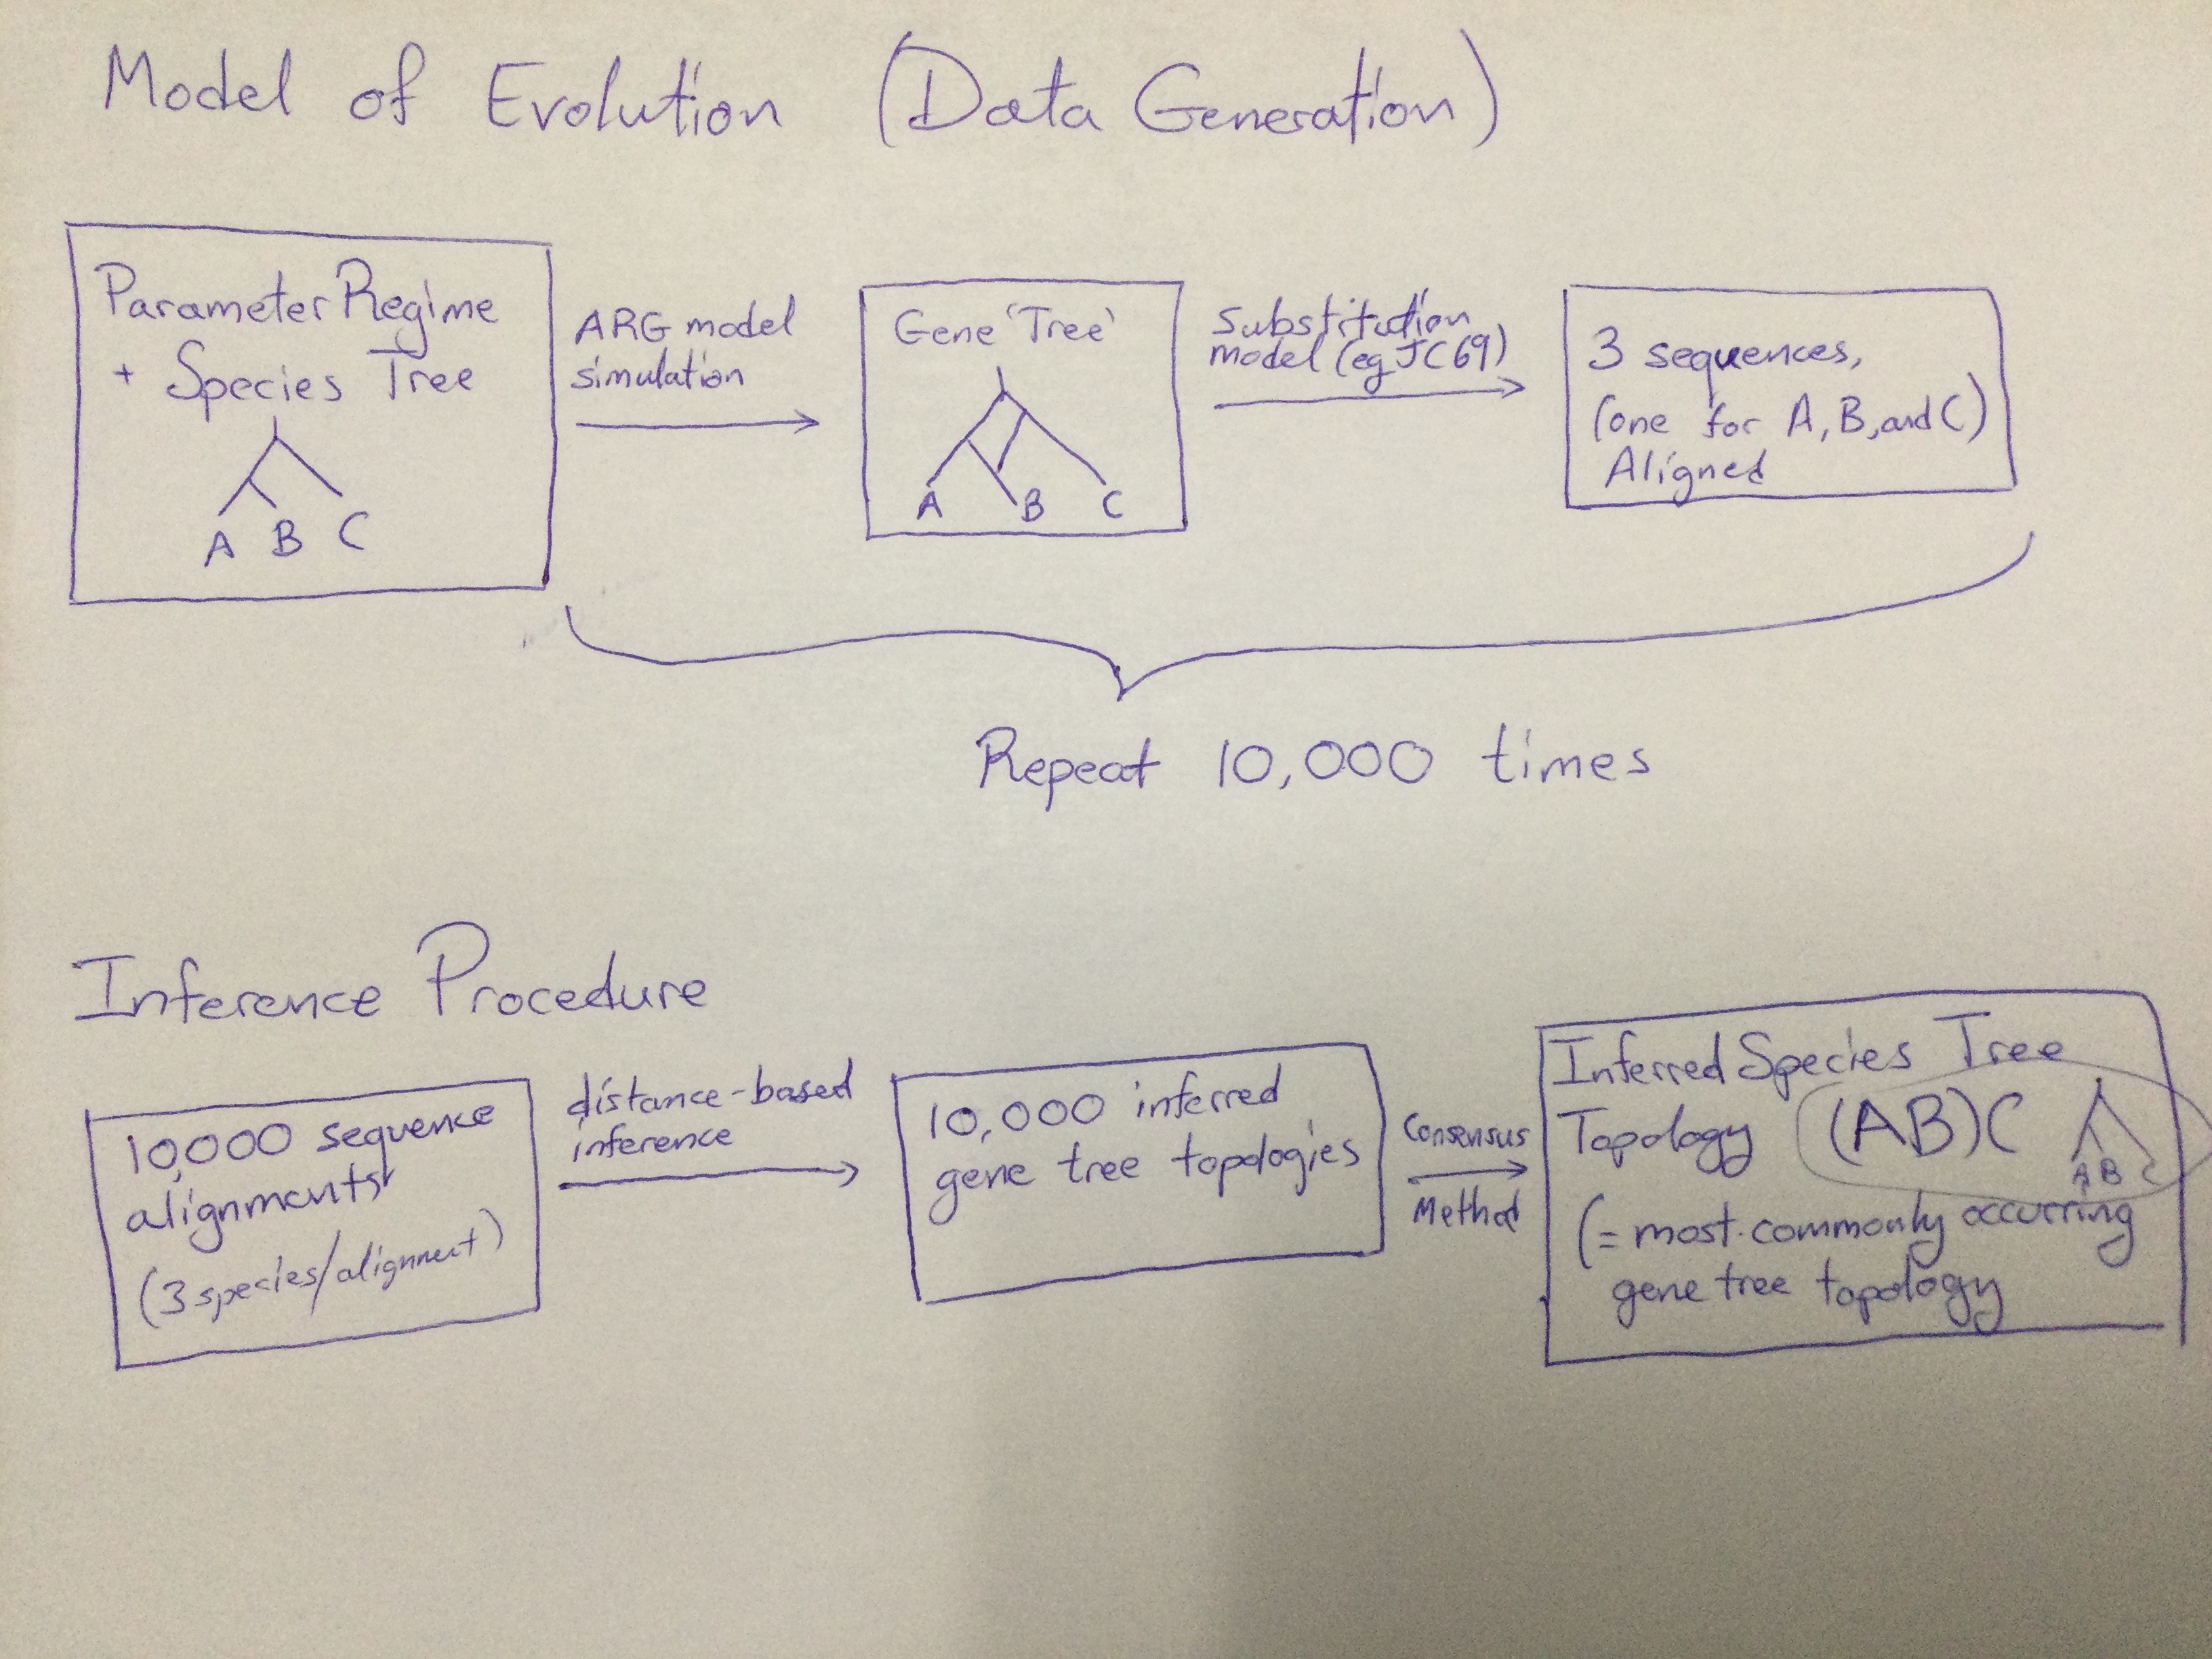 Model of Evolution (Data Generation)
Parameter Regime
+ Species Tree
A B C
ARG model
simulation
Gene 'Tree'
A B C
Substitution
model (eg JC69)
3 sequences,
(one for A, B, and C)
Aligned
Repeat 10,000 times
Inference Procedure
10,000 sequence
alignments
(3 species/alignment)
distance-based
inference
10,000 inferred
gene tree topologies
Consensus
Method
Inferred Species Tree
Topology (AB)C
A B C
(= most commonly occurring
gene tree topology